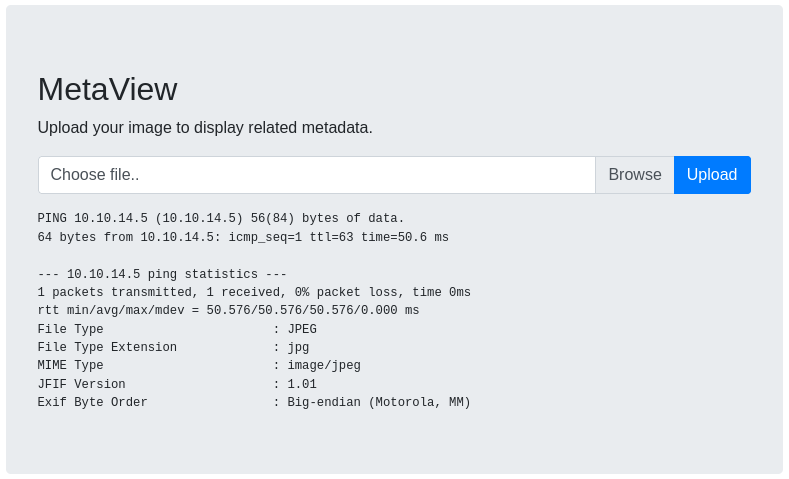 MetaView
Upload your image to display related metadata.
Choose file.. Browse Upload
PING 10.10.14.5 (10.10.14.5) 56(84) bytes of data.
64 bytes from 10.10.14.5: icmp_seq=1 ttl=63 time=50.6 ms
--- 10.10.14.5 ping statistics ---
1 packets transmitted, 1 received, 0% packet loss, time 0ms
rtt min/avg/max/mdev = 50.576/50.576/50.576/0.000 ms
File Type                       : JPEG
File Type Extension             : jpg
MIME Type                       : image/jpeg
JFIF Version                    : 1.01
Exif Byte Order                 : Big-endian (Motorola, MM)